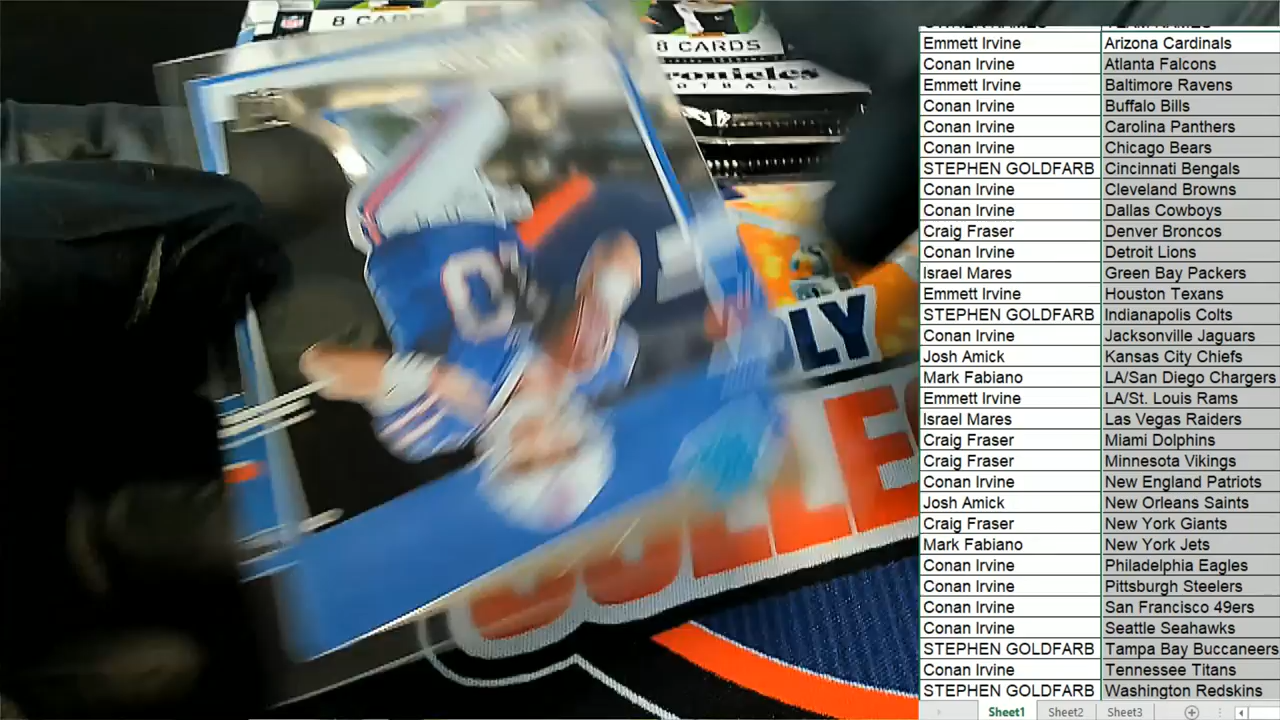 8 CARDS
8 CARDS
ronicles
LY
COLLE
Emmett Irvine Arizona Cardinals
Conan Irvine Atlanta Falcons
Emmett Irvine Baltimore Ravens
Conan Irvine Buffalo Bills
Conan Irvine Carolina Panthers
Conan Irvine Chicago Bears
STEPHEN GOLDFARB Cincinnati Bengals
Conan Irvine Cleveland Browns
Conan Irvine Dallas Cowboys
Craig Fraser Denver Broncos
Conan Irvine Detroit Lions
Israel Mares Green Bay Packers
Emmett Irvine Houston Texans
STEPHEN GOLDFARB Indianapolis Colts
Conan Irvine Jacksonville Jaguars
Josh Amick Kansas City Chiefs
Mark Fabiano LA/San Diego Chargers
Emmett Irvine LA/St. Louis Rams
Israel Mares Las Vegas Raiders
Craig Fraser Miami Dolphins
Craig Fraser Minnesota Vikings
Conan Irvine New England Patriots
Josh Amick New Orleans Saints
Craig Fraser New York Giants
Mark Fabiano New York Jets
Conan Irvine Philadelphia Eagles
Conan Irvine Pittsburgh Steelers
Conan Irvine San Francisco 49ers
Conan Irvine Seattle Seahawks
STEPHEN GOLDFARB Tampa Bay Buccaneers
Conan Irvine Tennessee Titans
STEPHEN GOLDFARB Washington Redskins
Sheet1 Sheet2 Sheet3